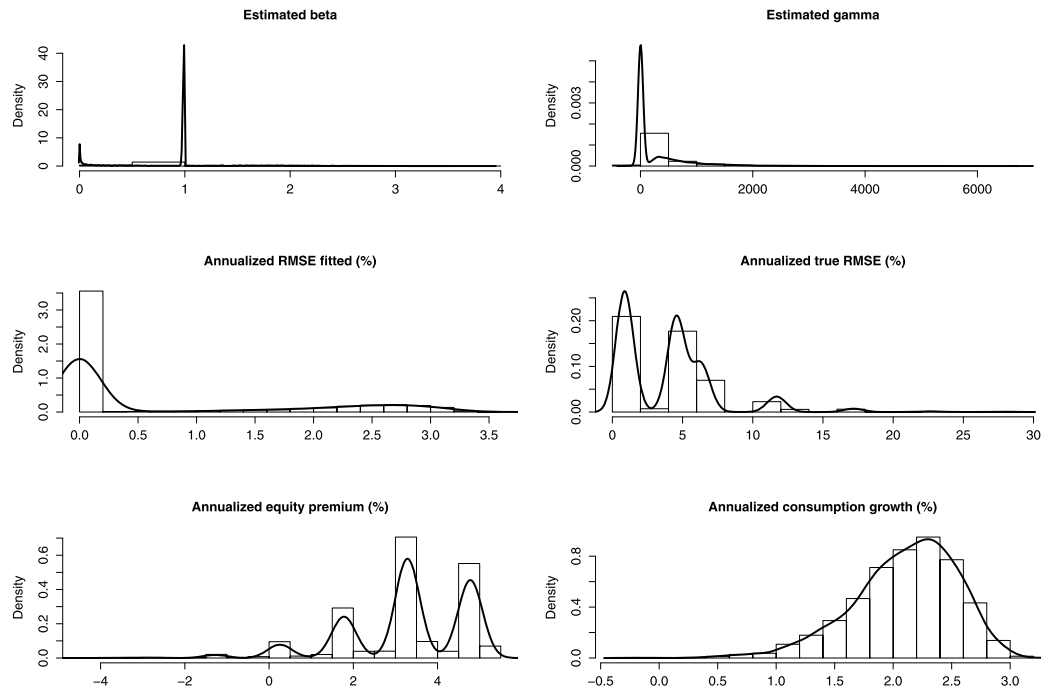 Estimated beta
Density
0 10 20 30 40
0 1 2 3 4
Estimated gamma
Density
0.000 0.003
0 2000 4000 6000
Annualized RMSE fitted (%)
Density
0.0 1.0 2.0 3.0
0.0 0.5 1.0 1.5 2.0 2.5 3.0 3.5
Annualized true RMSE (%)
Density
0.00 0.10 0.20
0 5 10 15 20 25 30
Annualized equity premium (%)
Density
0.0 0.2 0.4 0.6
−4 −2 0 2 4
Annualized consumption growth (%)
Density
0.0 0.4 0.8
−0.5 0.0 0.5 1.0 1.5 2.0 2.5 3.0